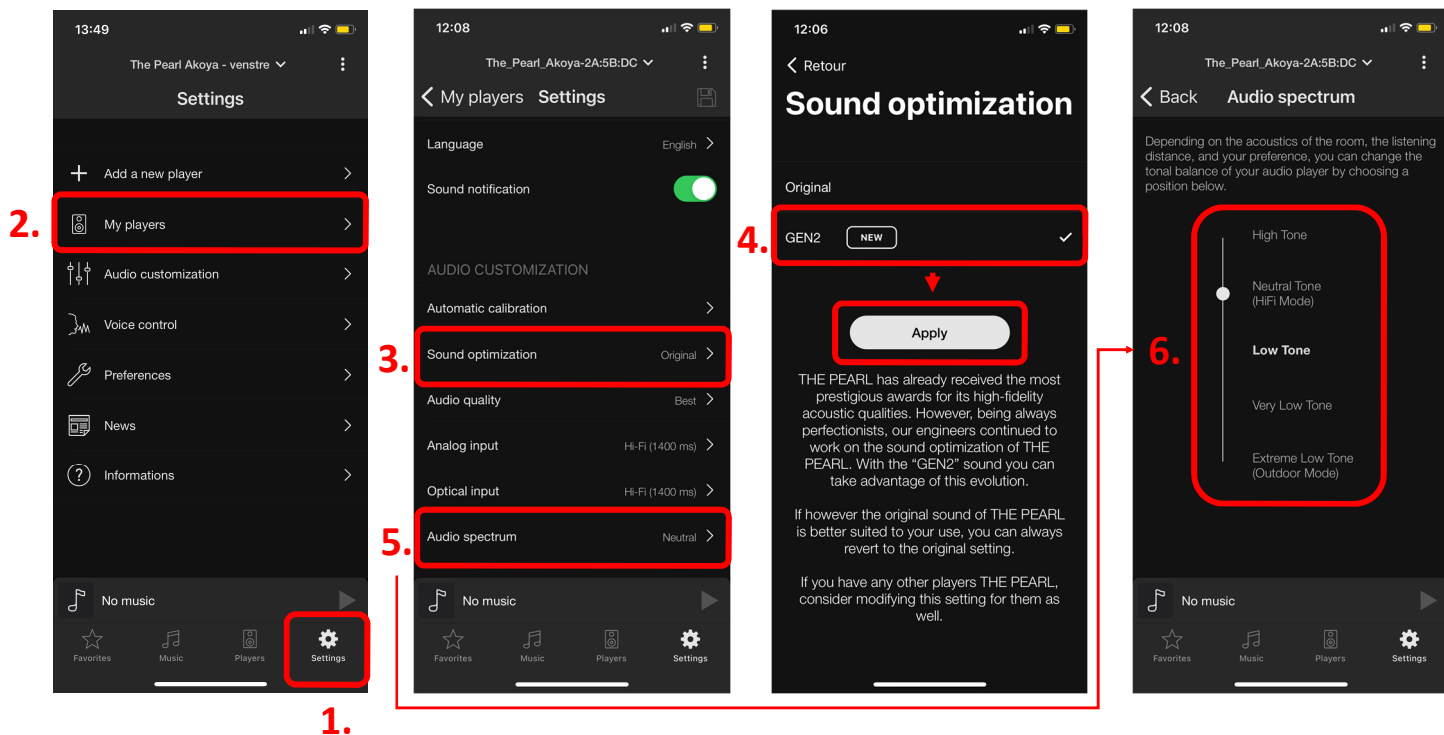 13:49
The Pearl Akoya - venstre
Settings
Add a new player
2.
My players
Audio customization
Voice control
Preferences
News
Informations
No music
Favorites
Music
Players
Settings
1.
12:08
The_Pearl_Akoya-2A:5B:DC
My players Settings
Language English
Sound notification
AUDIO CUSTOMIZATION
Automatic calibration
3.
Sound optimization Original
Audio quality Best
Analog input Hi-Fi (1400 ms)
Optical input Hi-Fi (1400 ms)
5.
Audio spectrum Neutral
No music
Favorites
Music
Players
Settings
12:06
Retour
Sound optimization
Original
4.
GEN2 NEW
Apply
THE PEARL has already received the most
prestigious awards for its high-fidelity
acoustic qualities. However, being always
perfectionists, our engineers continued to
work on the sound optimization of THE
PEARL. With the “GEN2” sound you can
take advantage of this evolution.
If however the original sound of THE PEARL
is better suited to your use, you can always
revert to the original setting.
If you have any other players THE PEARL,
consider modifying this setting for them as
well.
12:08
The_Pearl_Akoya-2A:5B:DC
Back Audio spectrum
Depending on the acoustics of the room, the listening
distance, and your preference, you can change the
tonal balance of your audio player by choosing a
position below.
6.
High Tone
Neutral Tone
(HiFi Mode)
Low Tone
Very Low Tone
Extreme Low Tone
(Outdoor Mode)
No music
Favorites
Music
Players
Settings